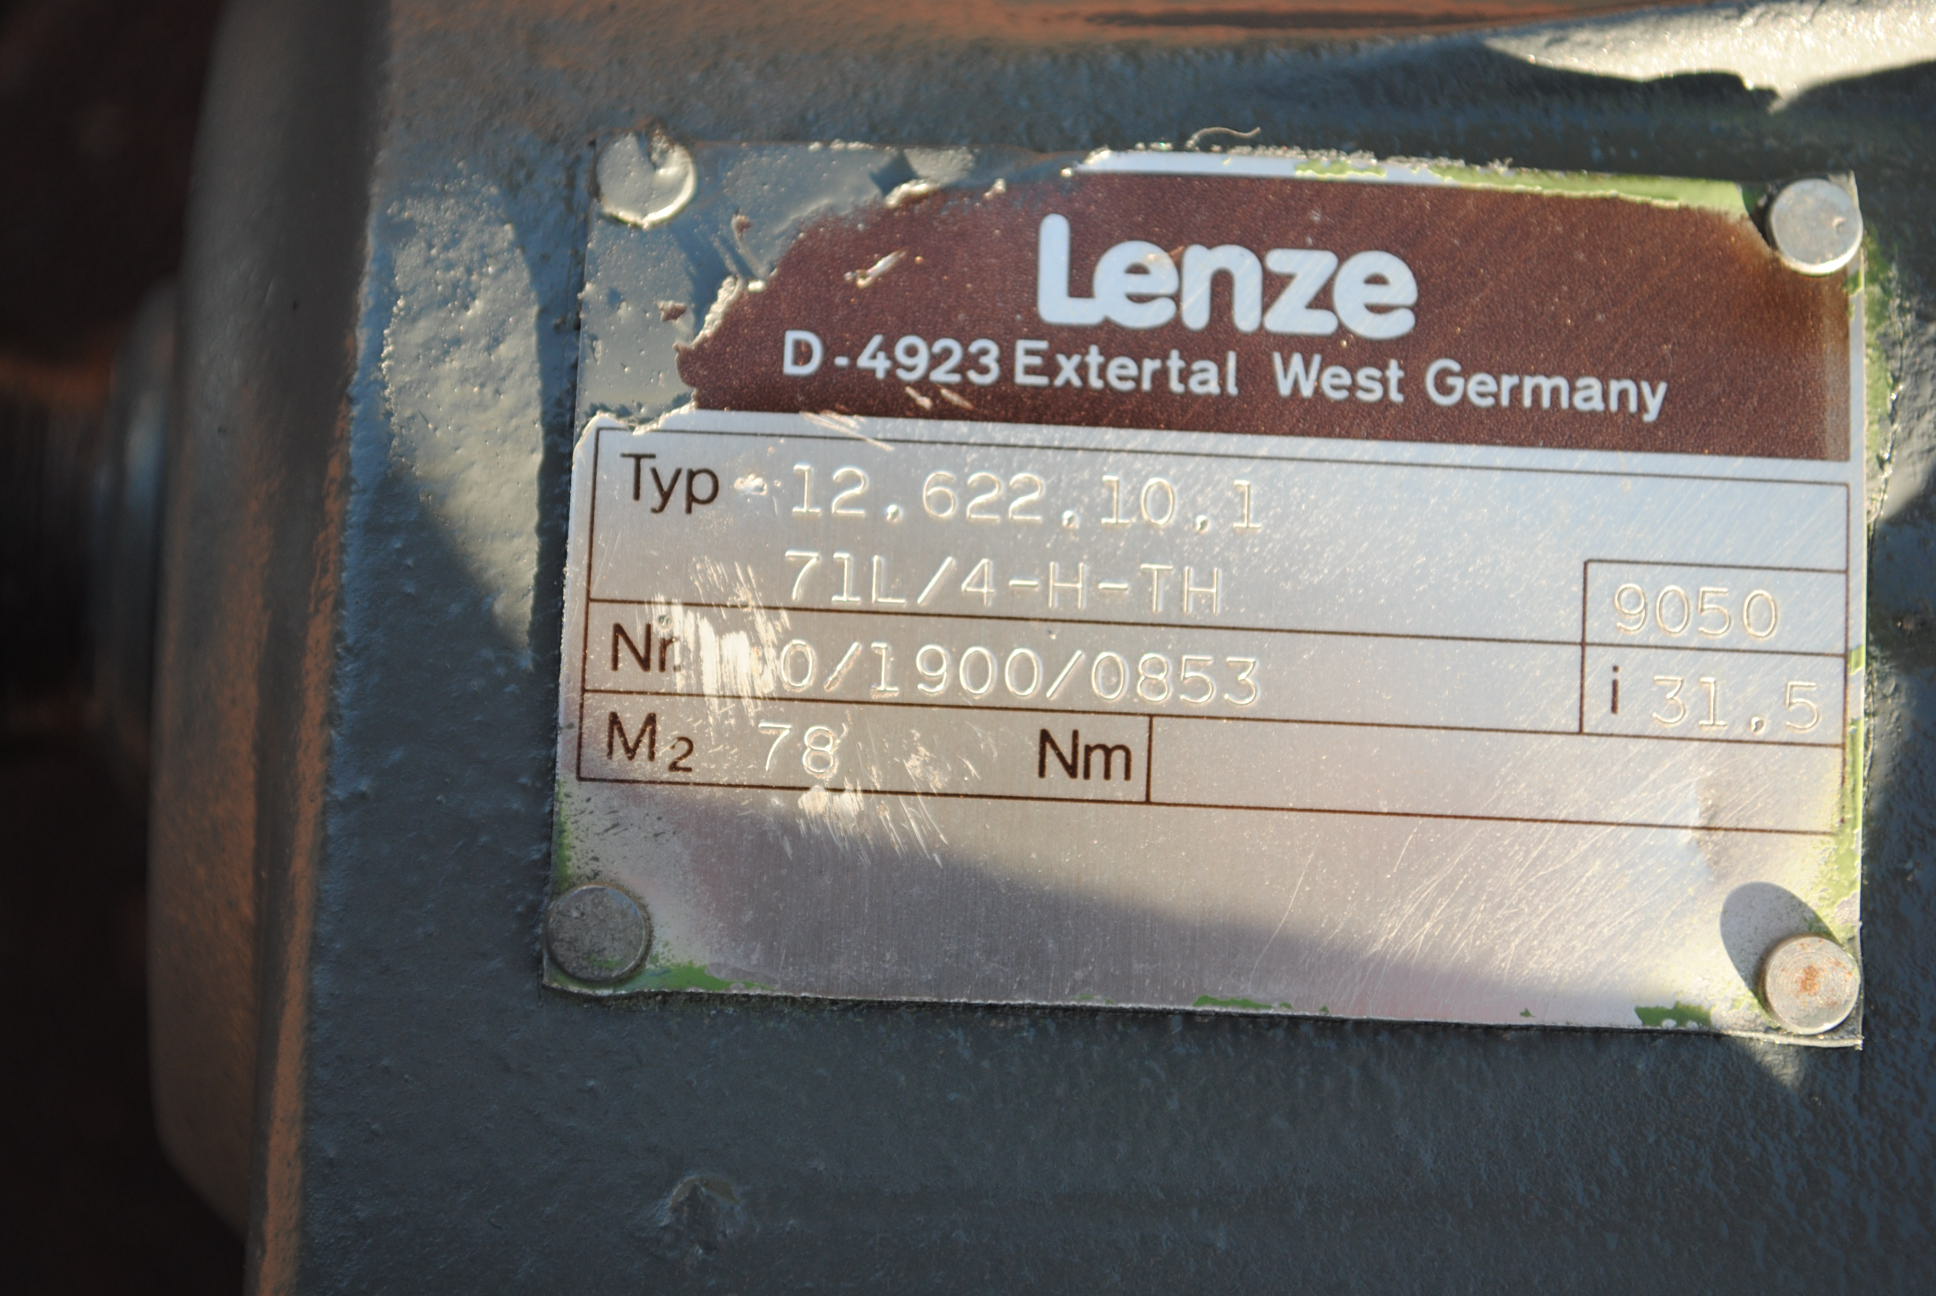 Lenze
D-4923 Extertal West Germany
Typ 12.622.10.1
71L/4-H-TH 9050
Nr. 0/1900/0853 i 31,5
M2 78 Nm